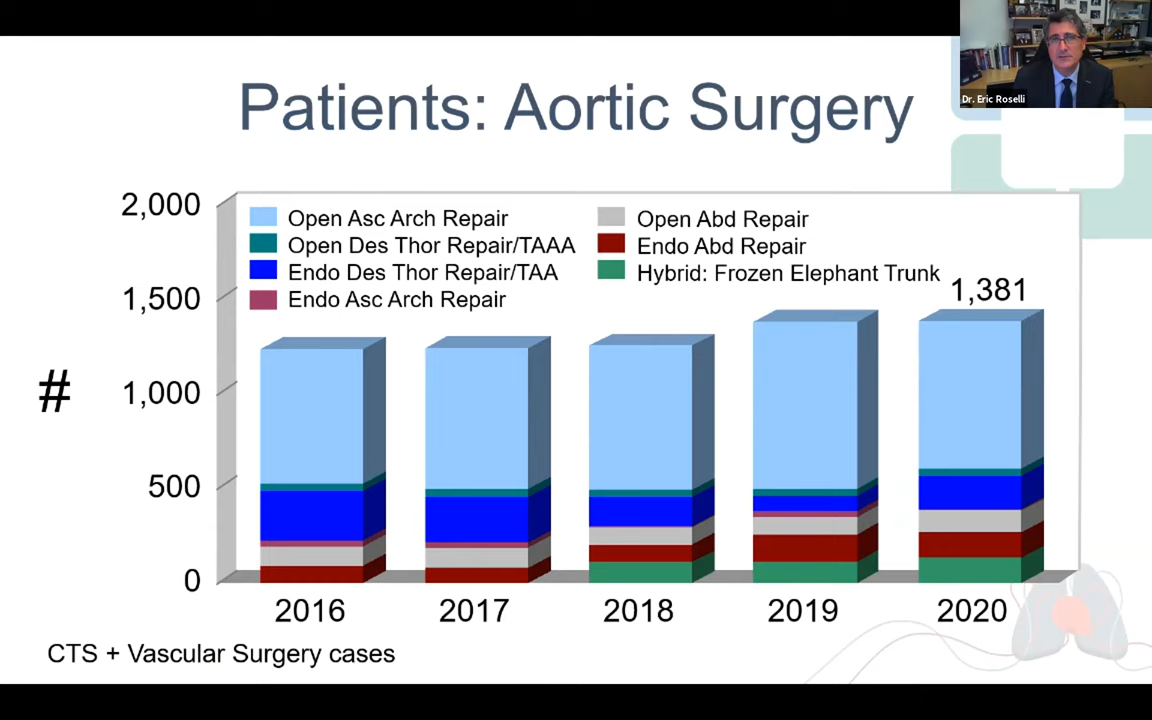 Dr. Eric Roselli
Patients: Aortic Surgery
2,000
1,500
1,000
500
0
#
Open Asc Arch Repair
Open Des Thor Repair/TAAA
Endo Des Thor Repair/TAA
Endo Asc Arch Repair
Open Abd Repair
Endo Abd Repair
Hybrid: Frozen Elephant Trunk
1,381
2016 2017 2018 2019 2020
CTS + Vascular Surgery cases